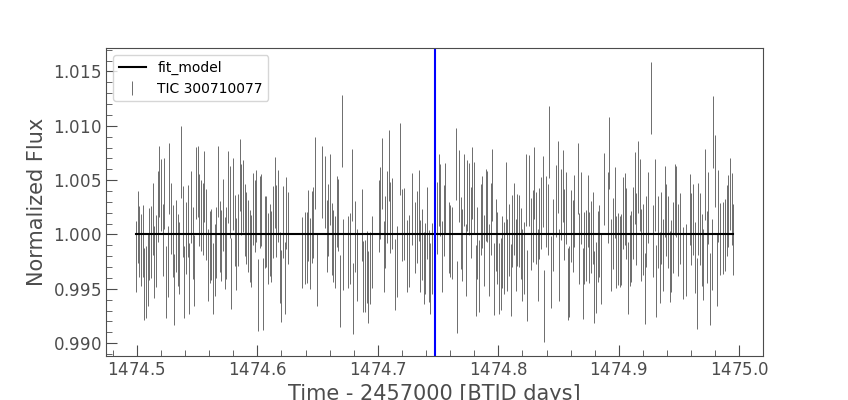 fit_model
TIC 300710077
Normalized Flux
1.015
1.010
1.005
1.000
0.995
0.990
1474.5 1474.6 1474.7 1474.8 1474.9 1475.0
Time - 2457000 [BTJD days]